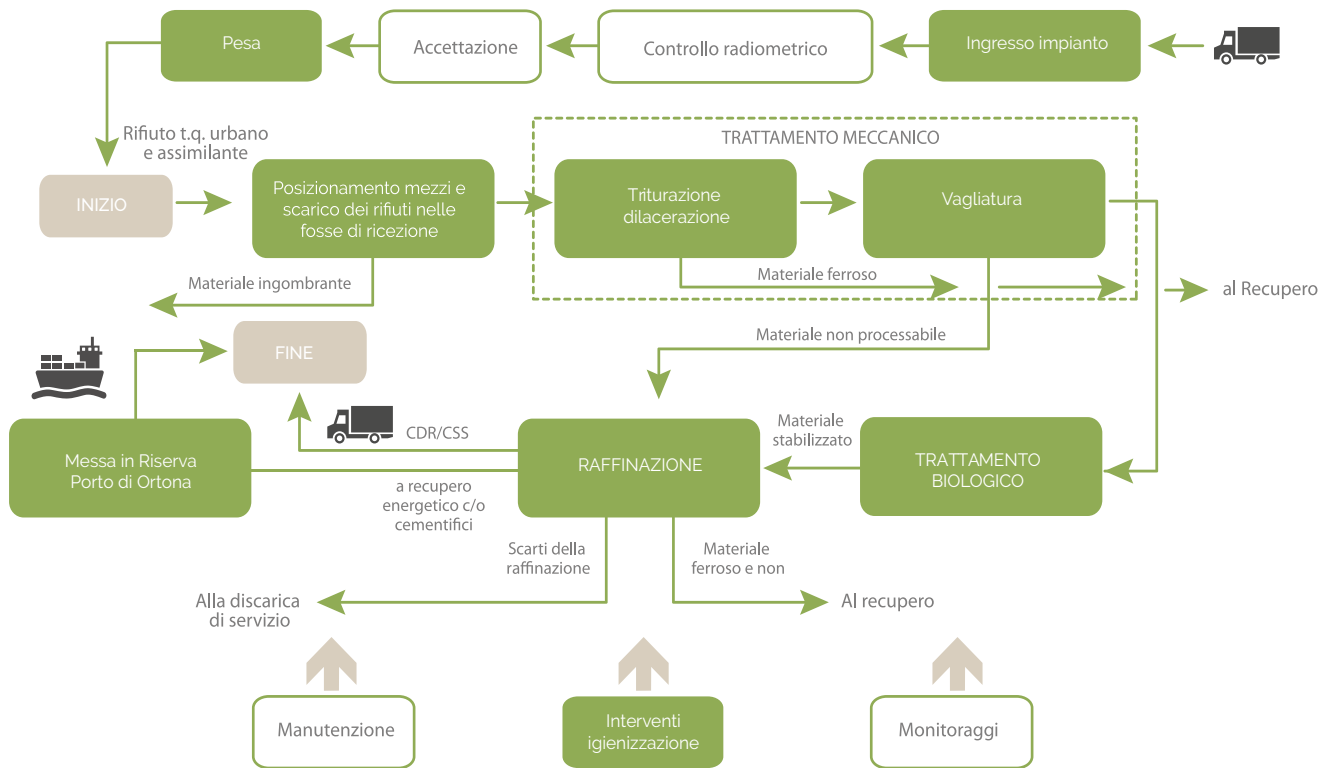 Pesa
Accettazione
Controllo radiometrico
Ingresso impianto
Rifiuto t.q. urbano
e assimilante
TRATTAMENTO MECCANICO
INIZIO
Posizionamento mezzi e
scarico dei rifiuti nelle
fosse di ricezione
Triturazione
dilacerazione
Vagliatura
Materiale ingombrante
Materiale ferroso
al Recupero
Materiale non processabile
FINE
Messa in Riserva
Porto di Ortona
CDR/CSS
a recupero
energetico c/o
cementifici
RAFFINAZIONE
Materiale
stabilizzato
TRATTAMENTO
BIOLOGICO
Scarti della
raffinazione
Materiale
ferroso e non
Alla discarica
di servizio
Al recupero
Manutenzione
Interventi
igienizzazione
Monitoraggi